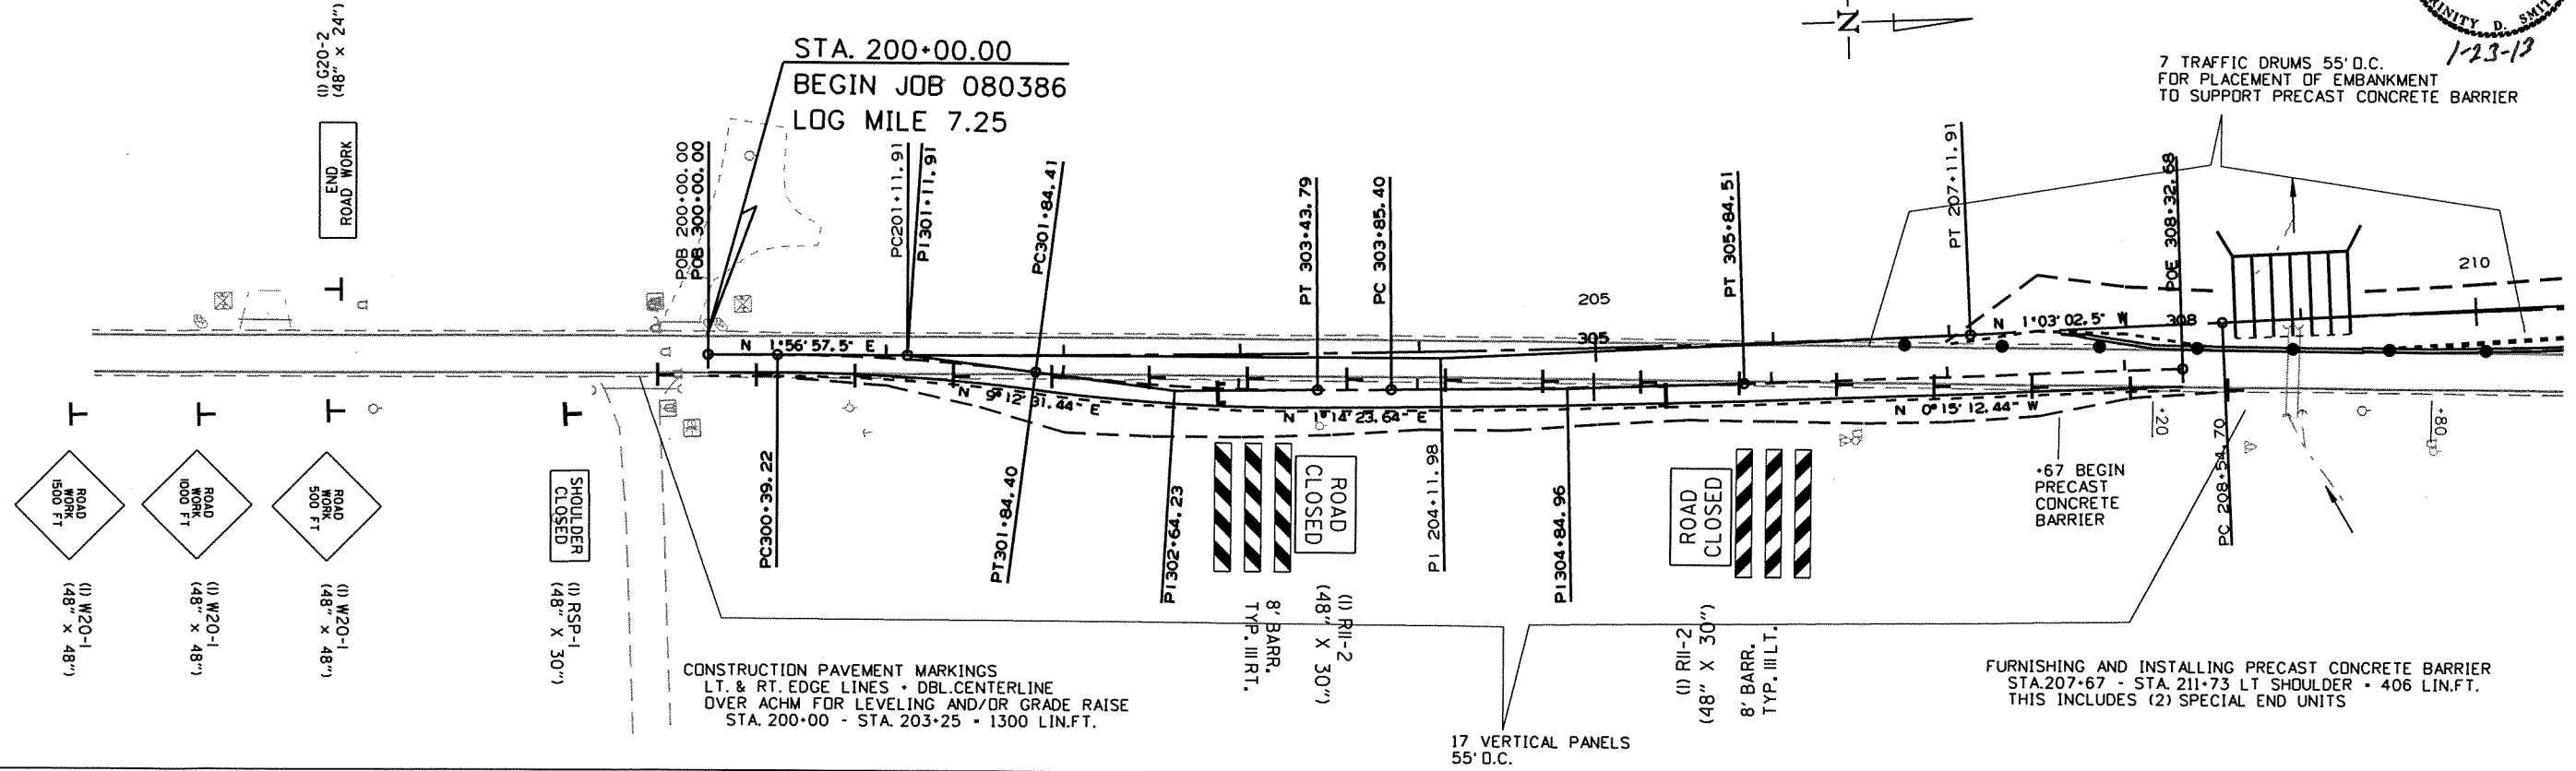 (1) G20-2
(48" x 24")
END
ROAD WORK
STA. 200+00.00
BEGIN JOB 080386
LOG MILE 7.25
N
TRINITY D. SMITH
1-23-13
7 TRAFFIC DRUMS 55' O.C.
FOR PLACEMENT OF EMBANKMENT
TO SUPPORT PRECAST CONCRETE BARRIER
POB 200+00.00
POB 300+00.00
PC201+11.91
PI301+11.91
PC301+84.41
PT 303+43.79
PC 303+85.40
PT 305+84.51
PT 207+11.91
POE 308+32.68
205
305
308
210
N 1°56'57.5" E
N 9°12'31.44" E
N 1°14'23.64" E
N 1°03'02.5" W
N 0°15'12.44" W
PC300+39.22
PT301+84.40
PI302+64.23
PI 204+11.98
PI304+84.96
PC 208+54.70
+20
+80
+67 BEGIN
PRECAST
CONCRETE
BARRIER
ROAD
WORK
1500 FT
ROAD
WORK
1000 FT
ROAD
WORK
500 FT
SHOULDER
CLOSED
ROAD
CLOSED
ROAD
CLOSED
(1) W20-1
(48" x 48")
(1) W20-1
(48" x 48")
(1) W20-1
(48" x 48")
(1) RSP-1
(48" X 30")
8' BARR.
TYP. III RT.
(1) R11-2
(48" X 30")
(1) R11-2
(48" X 30")
8' BARR.
TYP. III LT.
CONSTRUCTION PAVEMENT MARKINGS
LT. & RT. EDGE LINES + DBL.CENTERLINE
OVER ACHM FOR LEVELING AND/OR GRADE RAISE
STA. 200+00 - STA. 203+25 = 1300 LIN.FT.
17 VERTICAL PANELS
55' O.C.
FURNISHING AND INSTALLING PRECAST CONCRETE BARRIER
STA.207+67 - STA. 211+73 LT SHOULDER = 406 LIN.FT.
THIS INCLUDES (2) SPECIAL END UNITS